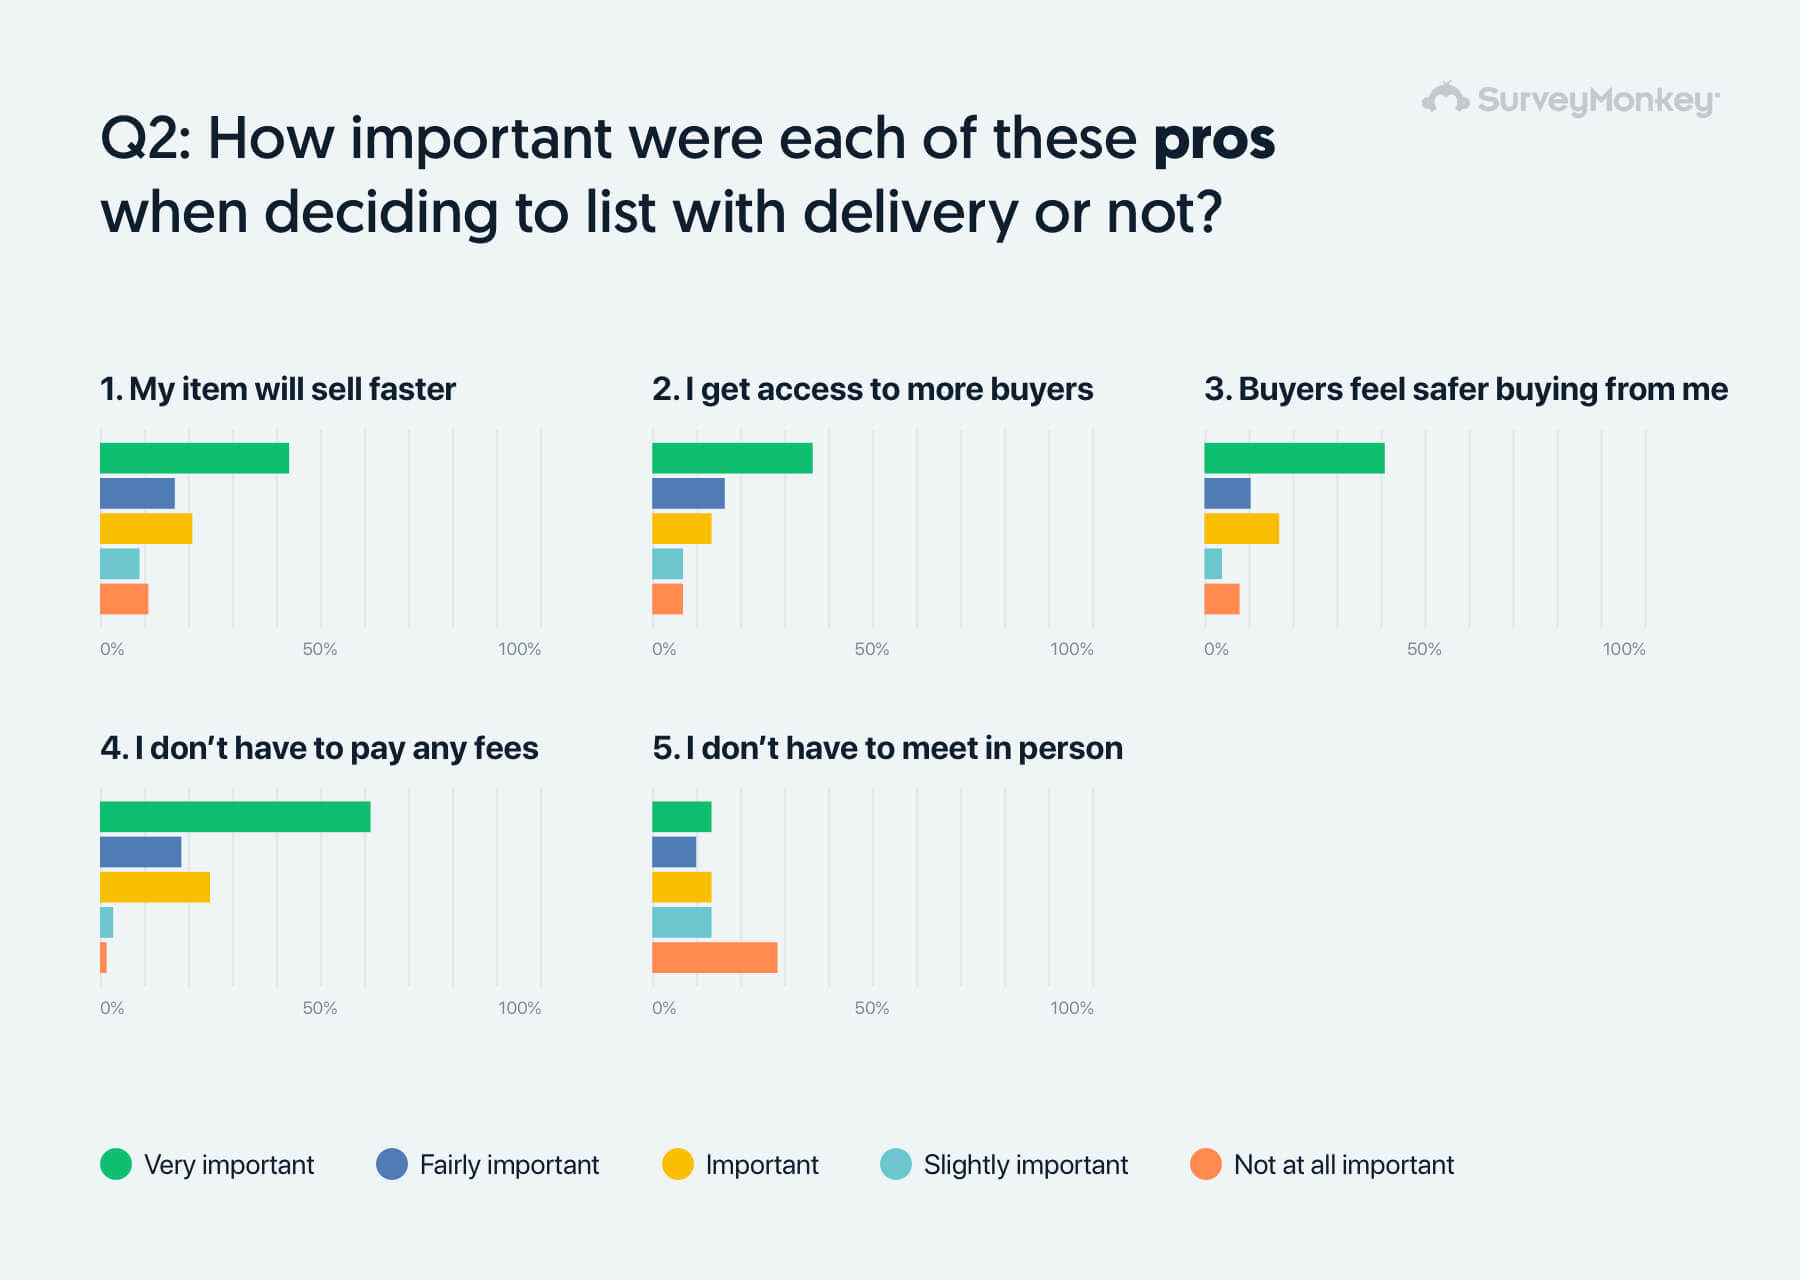 SurveyMonkey
Q2: How important were each of these pros
when deciding to list with delivery or not?
1. My item will sell faster
0% 50% 100%
2. I get access to more buyers
0% 50% 100%
3. Buyers feel safer buying from me
0% 50% 100%
4. I don’t have to pay any fees
0% 50% 100%
5. I don’t have to meet in person
0% 50% 100%
Very important
Fairly important
Important
Slightly important
Not at all important